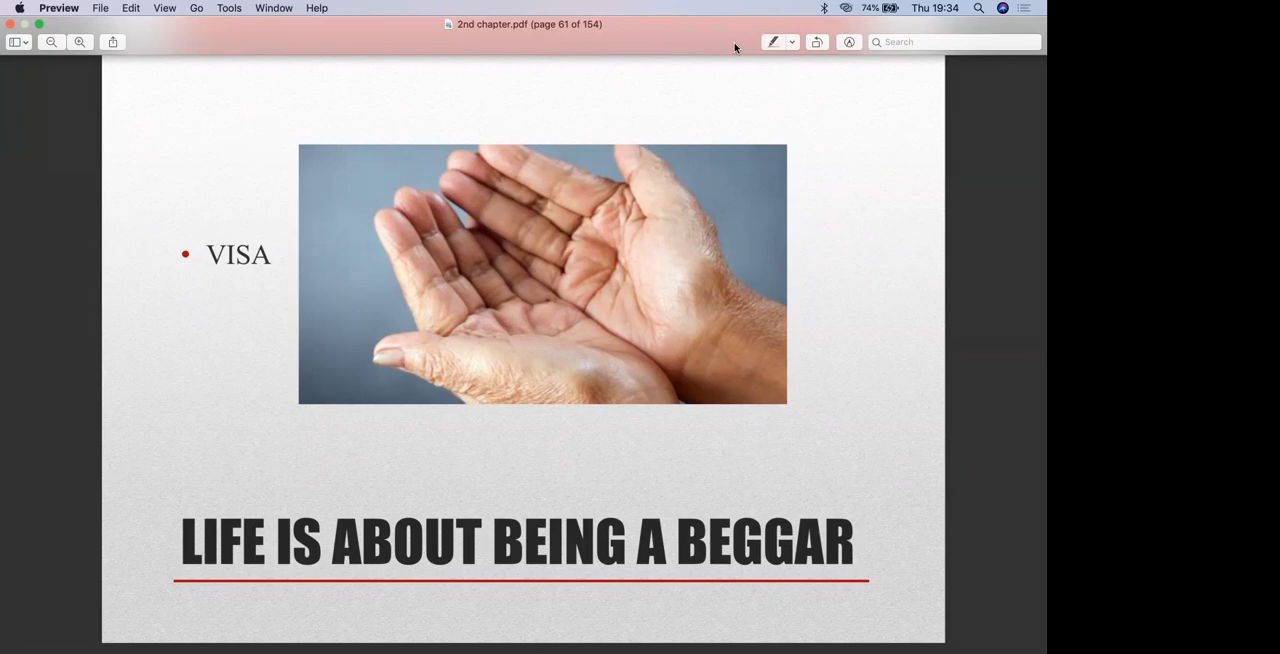 Preview File Edit View Go Tools Window Help 74% Thu 19:34
2nd chapter.pdf (page 61 of 154)
Search
• VISA
LIFE IS ABOUT BEING A BEGGAR